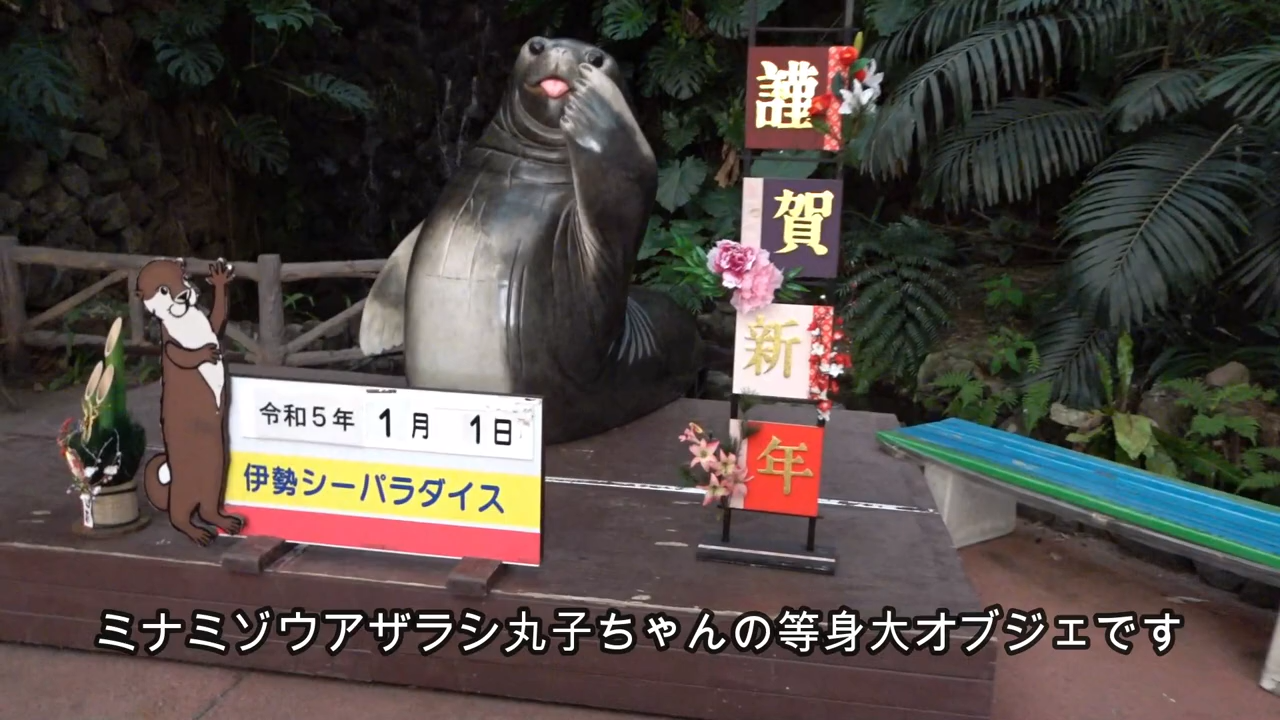 謹
賀
新
年
令和5年 1月 1日
伊勢シーパラダイス
ミナミゾウアザラシ丸子ちゃんの等身大オブジェです